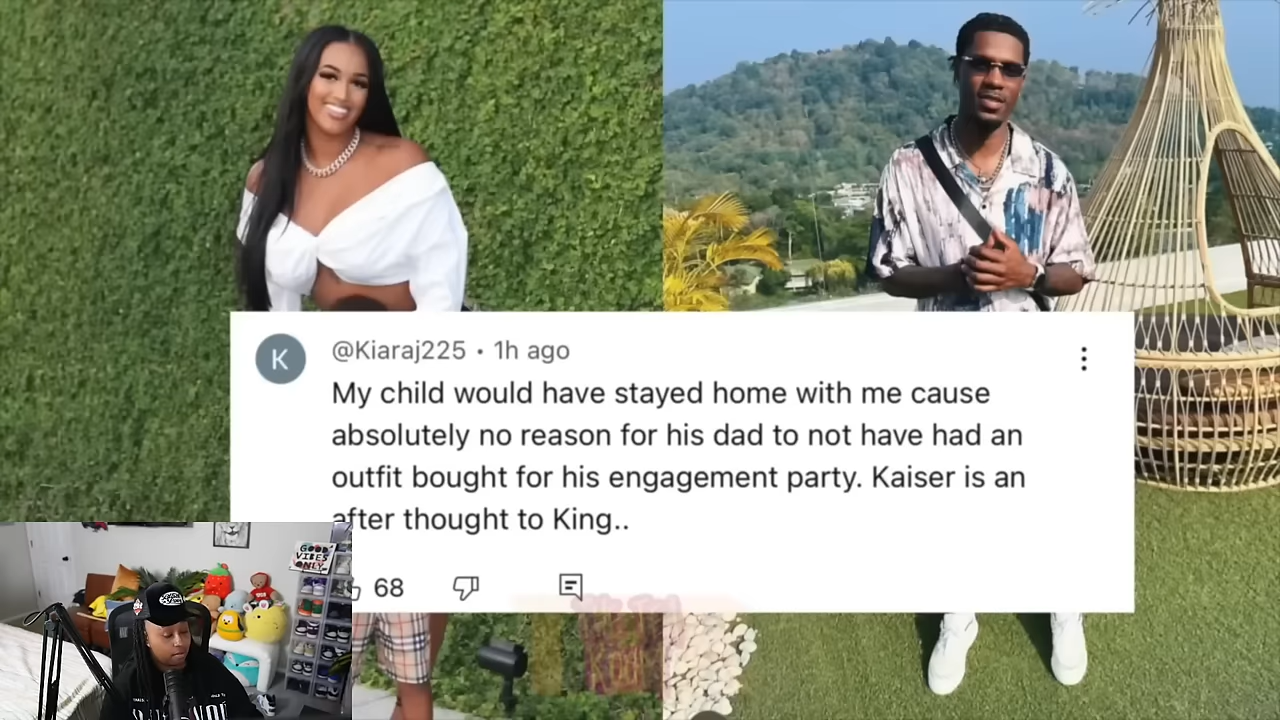 K
@Kiaraj225 • 1h ago
My child would have stayed home with me cause
absolutely no reason for his dad to not have had an
outfit bought for his engagement party. Kaiser is an
after thought to King..
68
GOOD
VIBES
ONLY